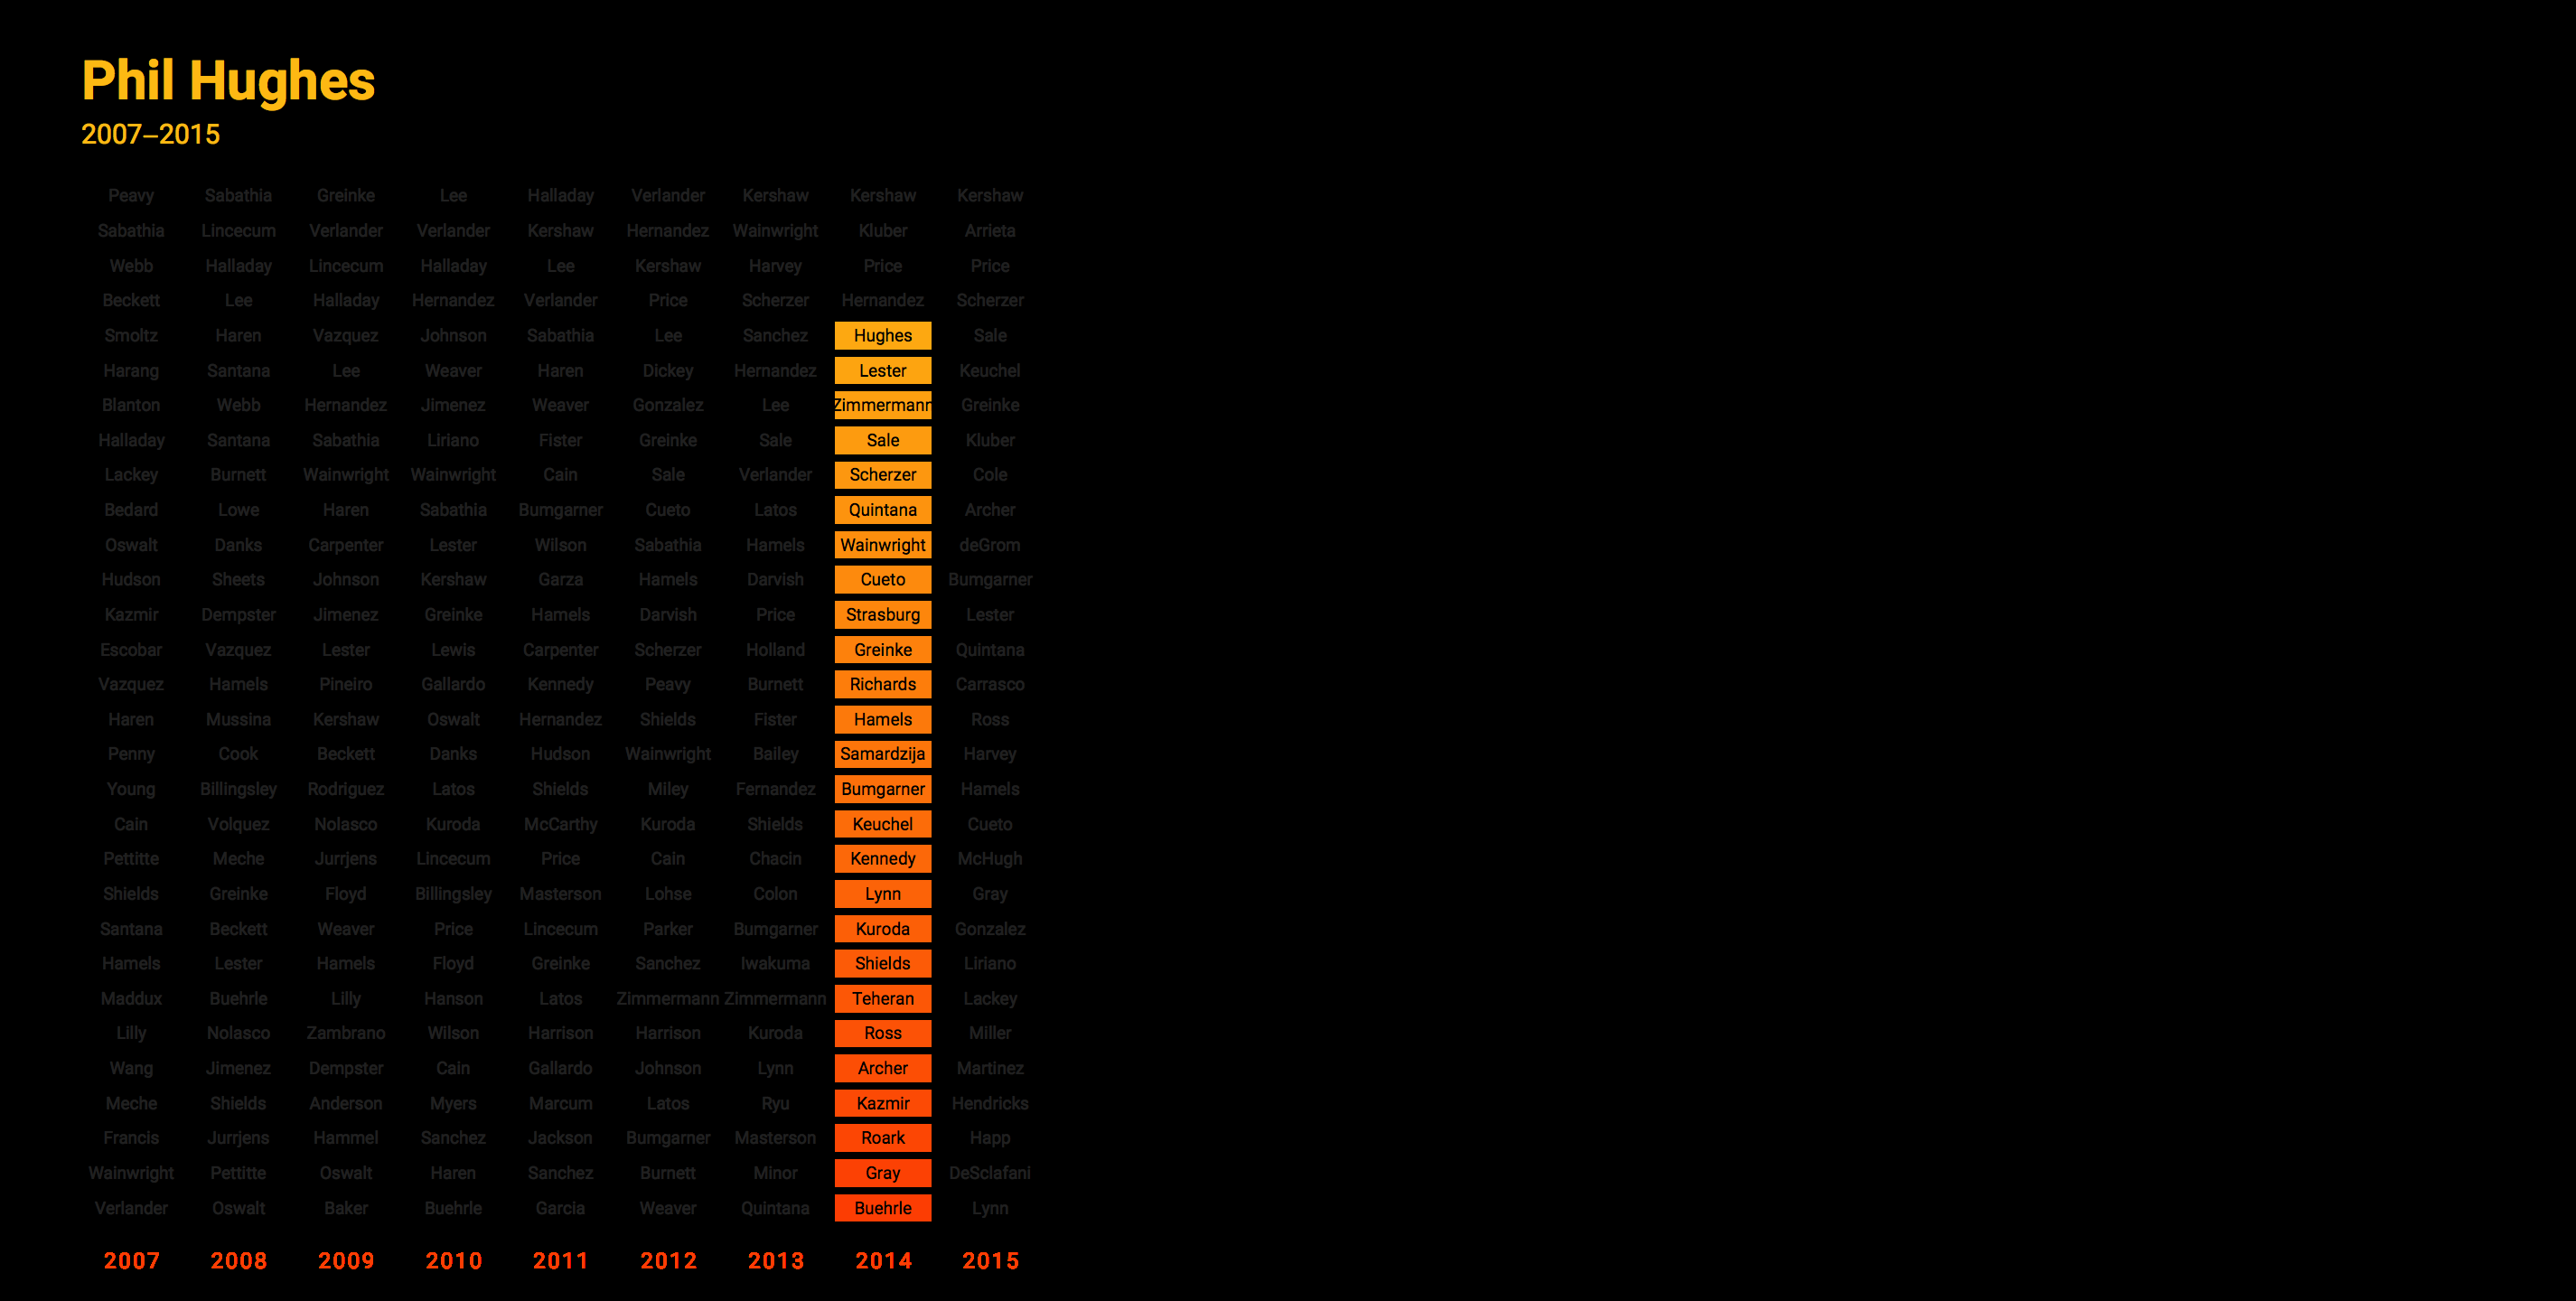 Phil Hughes
2007–2015
Peavy Sabathia Greinke Lee Halladay Verlander Kershaw Kershaw Kershaw
Sabathia Lincecum Verlander Verlander Kershaw Hernandez Wainwright Kluber Arrieta
Webb Halladay Lincecum Halladay Lee Kershaw Harvey Price Price
Beckett Lee Halladay Hernandez Verlander Price Scherzer Hernandez Scherzer
Smoltz Haren Vazquez Johnson Sabathia Lee Sanchez Hughes Sale
Harang Santana Lee Weaver Haren Dickey Hernandez Lester Keuchel
Blanton Webb Hernandez Jimenez Weaver Gonzalez Lee Zimmermann Greinke
Halladay Santana Sabathia Liriano Fister Greinke Sale Sale Kluber
Lackey Burnett Wainwright Wainwright Cain Sale Verlander Scherzer Cole
Bedard Lowe Haren Sabathia Bumgarner Cueto Latos Quintana Archer
Oswalt Danks Carpenter Lester Wilson Sabathia Hamels Wainwright deGrom
Hudson Sheets Johnson Kershaw Garza Hamels Darvish Cueto Bumgarner
Kazmir Dempster Jimenez Greinke Hamels Darvish Price Strasburg Lester
Escobar Vazquez Lester Lewis Carpenter Scherzer Holland Greinke Quintana
Vazquez Hamels Pineiro Gallardo Kennedy Peavy Burnett Richards Carrasco
Haren Mussina Kershaw Oswalt Hernandez Shields Fister Hamels Ross
Penny Cook Beckett Danks Hudson Wainwright Bailey Samardzija Harvey
Young Billingsley Rodriguez Latos Shields Miley Fernandez Bumgarner Hamels
Cain Volquez Nolasco Kuroda McCarthy Kuroda Shields Keuchel Cueto
Pettitte Meche Jurrjens Lincecum Price Cain Chacin Kennedy McHugh
Shields Greinke Floyd Billingsley Masterson Lohse Colon Lynn Gray
Santana Beckett Weaver Price Lincecum Parker Bumgarner Kuroda Gonzalez
Hamels Lester Hamels Floyd Greinke Sanchez Iwakuma Shields Liriano
Maddux Buehrle Lilly Hanson Latos Zimmermann Zimmermann Teheran Lackey
Lilly Nolasco Zambrano Wilson Harrison Harrison Kuroda Ross Miller
Wang Jimenez Dempster Cain Gallardo Johnson Lynn Archer Martinez
Meche Shields Anderson Myers Marcum Latos Ryu Kazmir Hendricks
Francis Jurrjens Hammel Sanchez Jackson Bumgarner Masterson Roark Happ
Wainwright Pettitte Oswalt Haren Sanchez Burnett Minor Gray DeSclafani
Verlander Oswalt Baker Buehrle Garcia Weaver Quintana Buehrle Lynn
2007 2008 2009 2010 2011 2012 2013 2014 2015